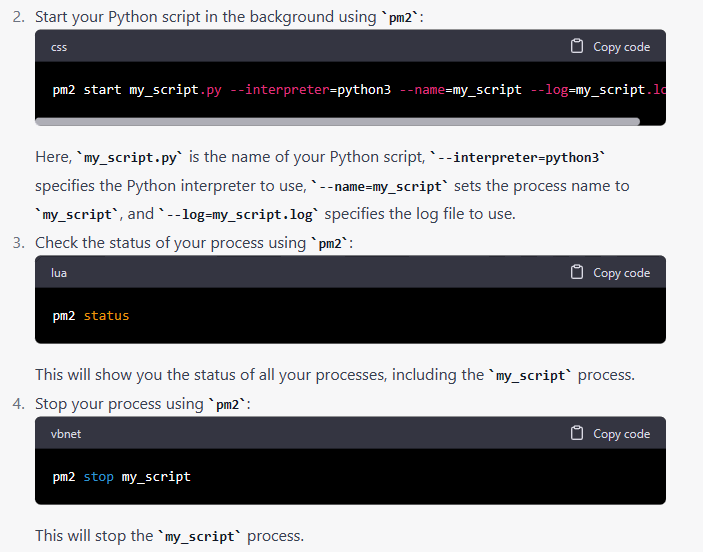 2. Start your Python script in the background using `pm2`:
css
Copy code
pm2 start my_script.py --interpreter=python3 --name=my_script --log=my_script.lo
Here, `my_script.py` is the name of your Python script, `--interpreter=python3`
specifies the Python interpreter to use, `--name=my_script` sets the process name to
`my_script`, and `--log=my_script.log` specifies the log file to use.
3. Check the status of your process using `pm2`:
lua
Copy code
pm2 status
This will show you the status of all your processes, including the `my_script` process.
4. Stop your process using `pm2`:
vbnet
Copy code
pm2 stop my_script
This will stop the `my_script` process.